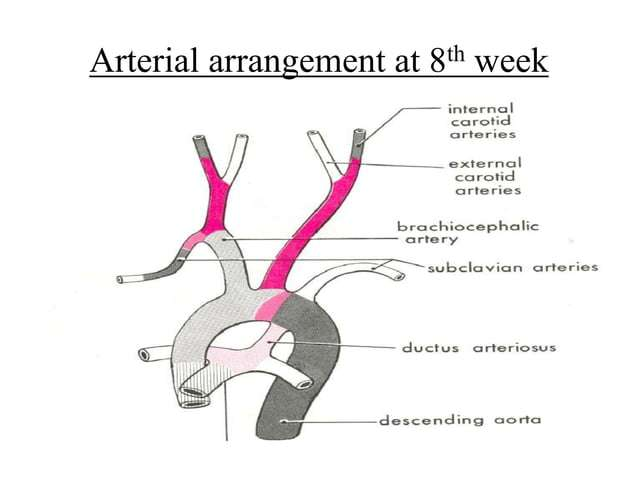 Arterial arrangement at 8th week
internal
carotid
arteries
external
carotid
arteries
brachiocephalic
artery
subclavian arteries
ductus arteriosus
descending aorta